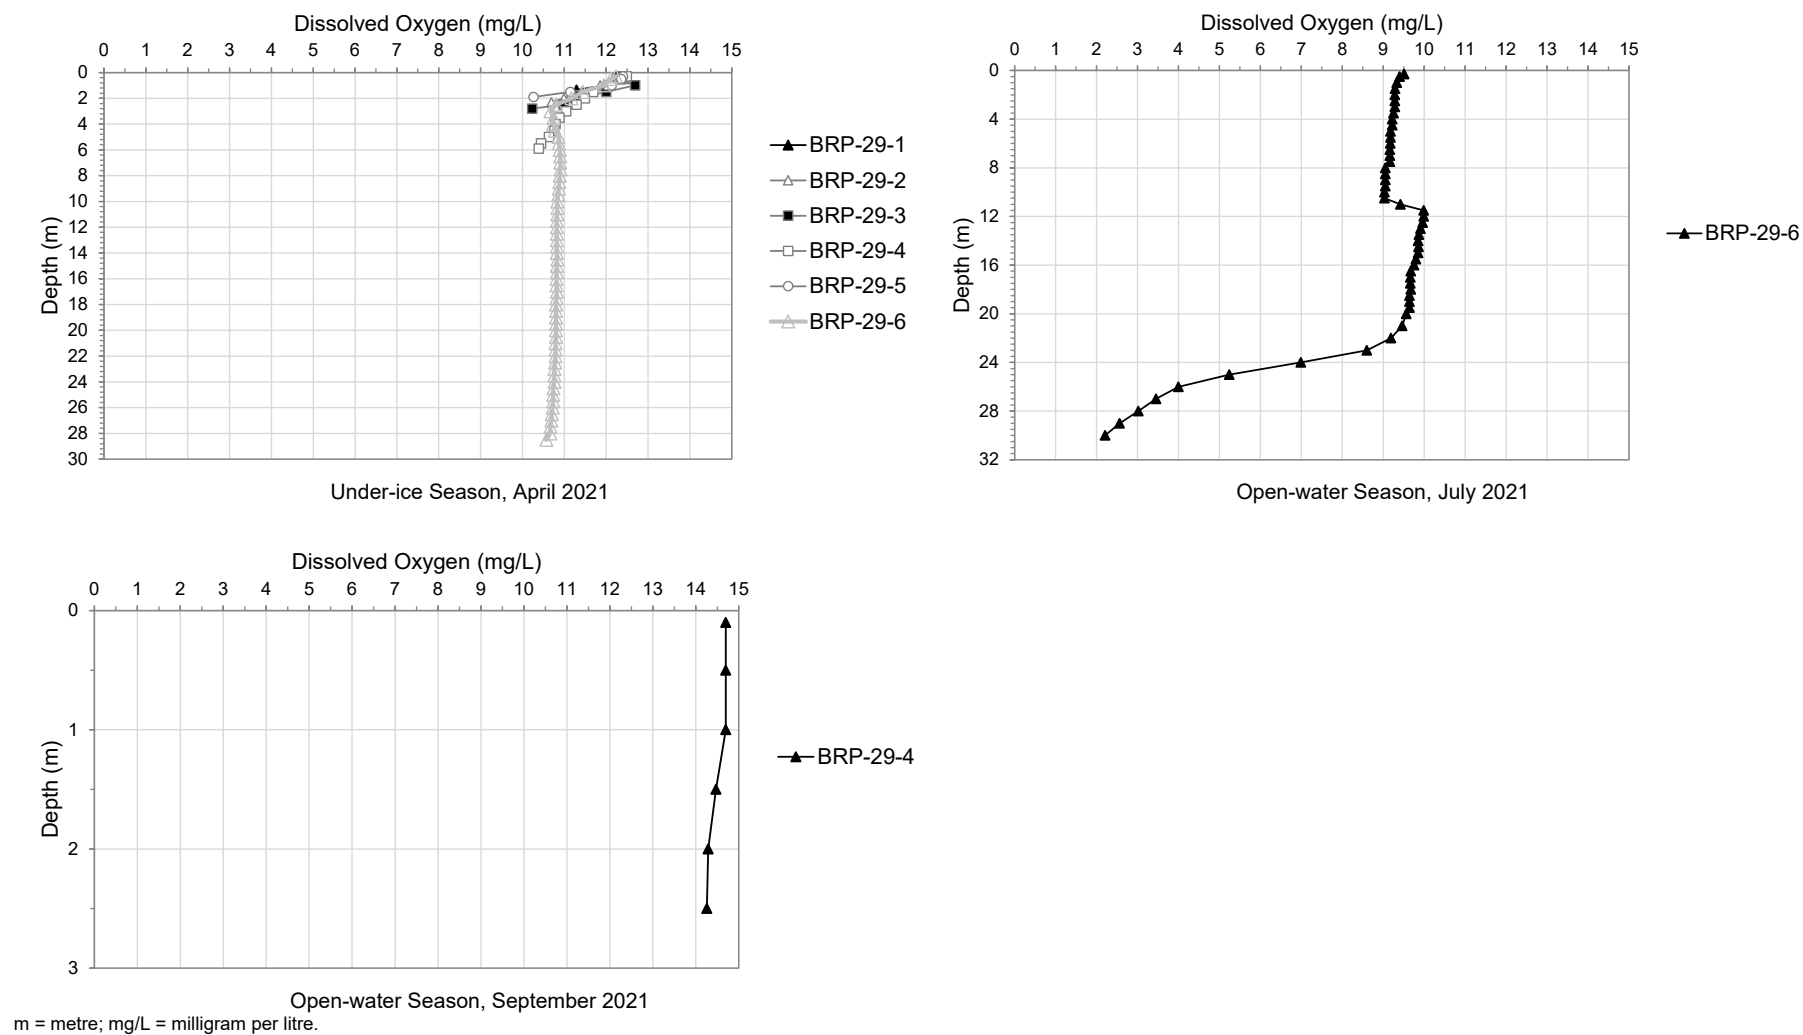 Dissolved Oxygen (mg/L)
0 1 2 3 4 5 6 7 8 9 10 11 12 13 14 15
0
2
4
6
8
10
12
14
16
18
20
22
24
26
28
30
Depth (m)
BRP-29-1
BRP-29-2
BRP-29-3
BRP-29-4
BRP-29-5
BRP-29-6
Under-ice Season, April 2021
Dissolved Oxygen (mg/L)
0 1 2 3 4 5 6 7 8 9 10 11 12 13 14 15
0
4
8
12
16
20
24
28
32
Depth (m)
BRP-29-6
Open-water Season, July 2021
Dissolved Oxygen (mg/L)
0 1 2 3 4 5 6 7 8 9 10 11 12 13 14 15
0
1
2
3
Depth (m)
BRP-29-4
Open-water Season, September 2021
m = metre; mg/L = milligram per litre.